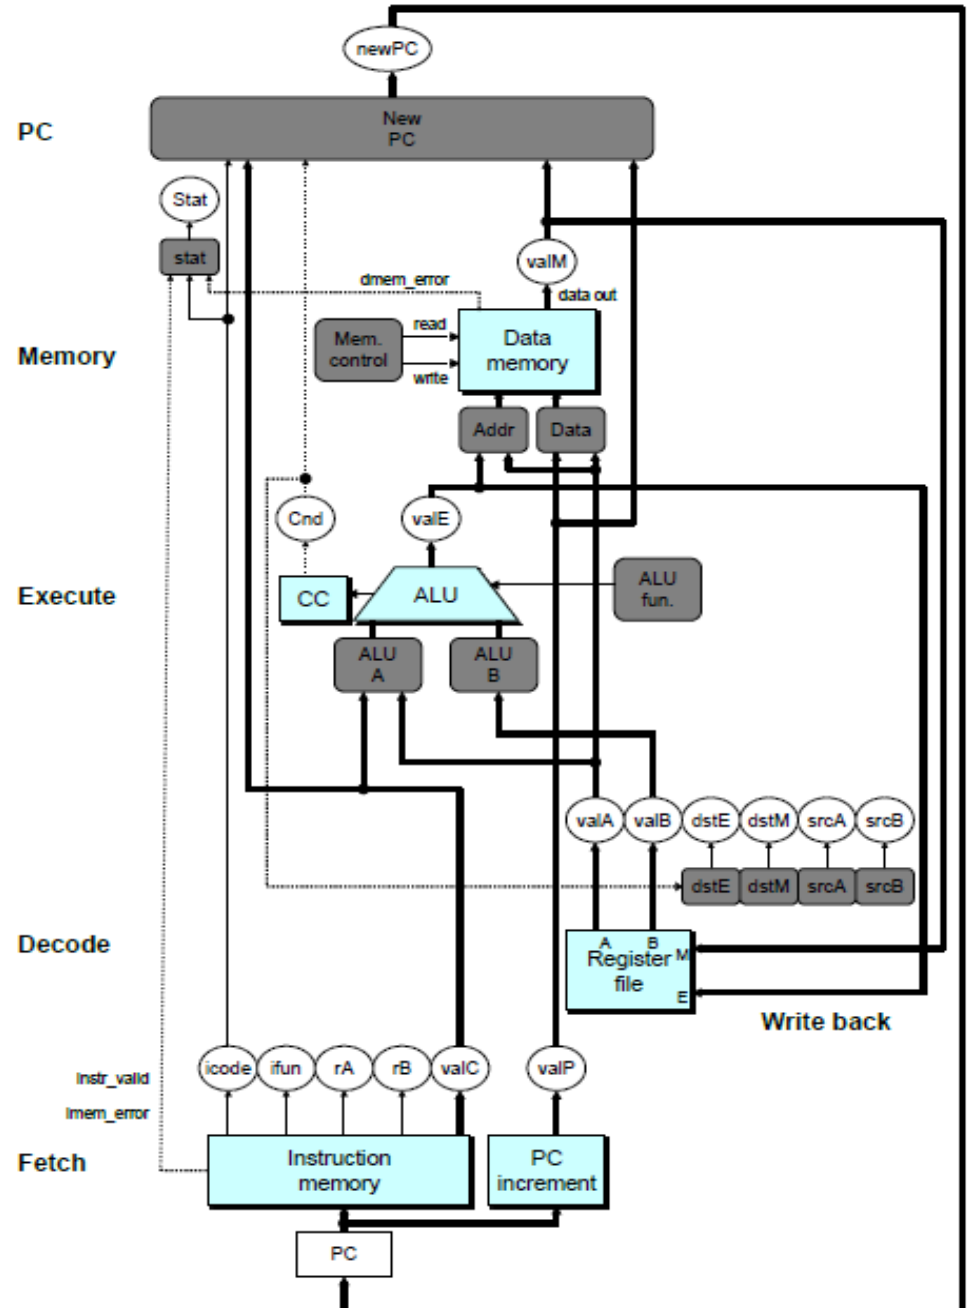 newPC
New
PC
PC
Stat
stat
valM
dmem_error
data out
Mem.
control
read
write
Data
memory
Memory
Addr
Data
Cnd
valE
CC
ALU
ALU
fun.
Execute
ALU
A
ALU
B
valA
valB
dstE
dstM
srcA
srcB
dstE
dstM
srcA
srcB
Decode
A
B
M
Register
file
E
Write back
icode
ifun
rA
rB
valC
valP
Instr_valid
Imem_error
Fetch
Instruction
memory
PC
increment
PC